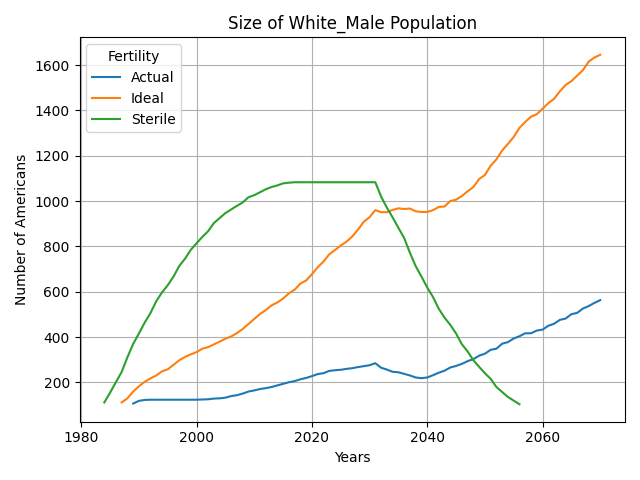 Size of White_Male Population
Fertility
Actual
Ideal
Sterile
1600
1400
1200
1000
800
600
400
200
Number of Americans
1980
2000
2020
2040
2060
Years